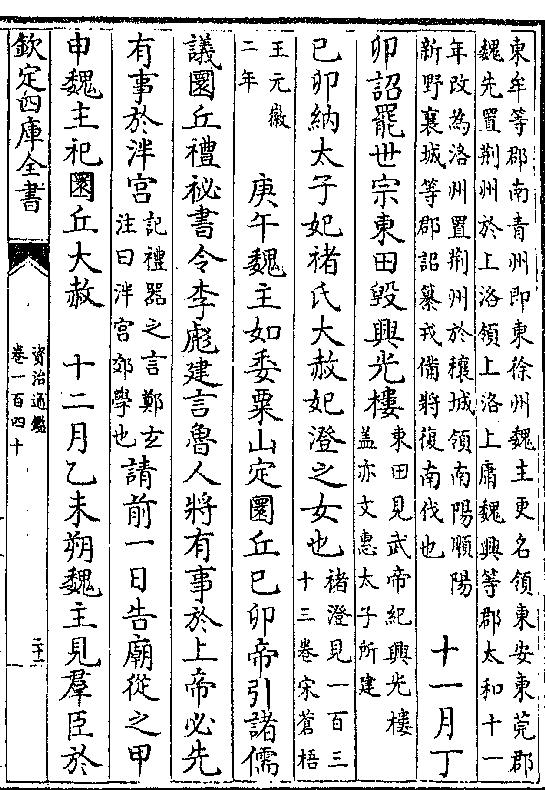 東牟等郡南青州即東徐州魏主更名領東安東莞郡
魏先置荆州於上洛領上洛上庸魏興等郡太和十一
年改為洛州置荆州於穰城領南陽順陽
新野襄城等郡詔纂戎備將復南伐也
十一月丁
卯詔罷世宗東田毀興光樓
東田見武帝紀興光樓
盖亦文惠太子所建
己卯納太子妃禇氏大赦妃澄之女也
禇澄見一百三
十三卷宋蒼梧
王元徽
二年
庚午魏主如委粟山定圜丘己卯帝引諸儒
議圜丘禮祕書令李彪建言魯人將有事於上帝必先
有事於泮宮
記禮器之言鄭玄
注曰泮宮郊學也
請前一日告廟從之甲
申魏主祀圜丘大赦　十二月乙未朔魏主見羣臣於
欽定四庫全書
資治通鑑
卷一百四十
二十一